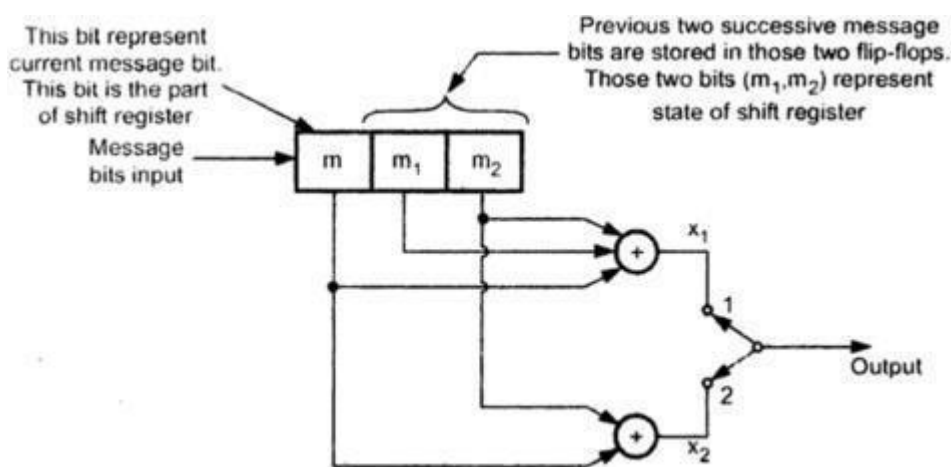 This bit represent
current message bit.
This bit is the part
of shift register
Message
bits input
Previous two successive message
bits are stored in those two flip-flops.
Those two bits (m₁,m₂) represent
state of shift register
m
m₁
m₂
+
x₁
1
Output
2
+
x₂